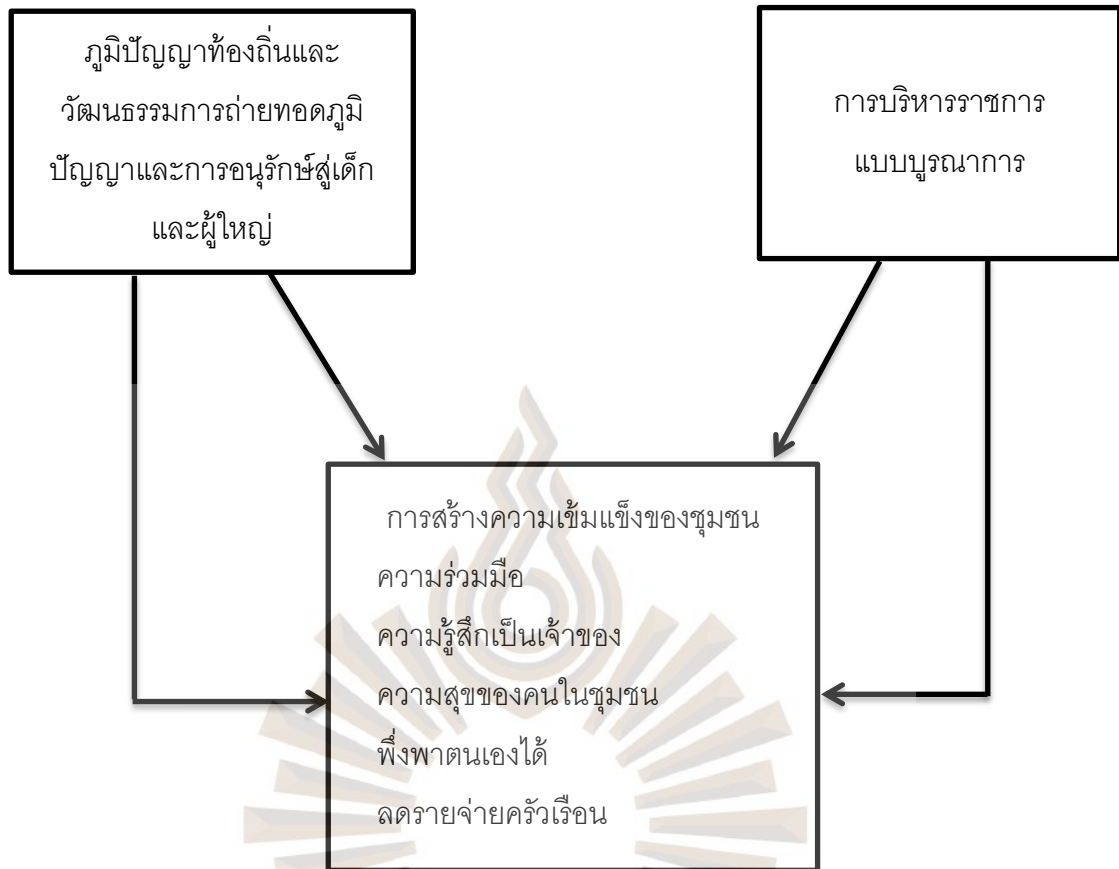 ภูมิปัญญาท้องถิ่นและ
วัฒนธรรมการถ่ายทอดภูมิ
ปัญญาและการอนุรักษ์สู่เด็ก
และผู้ใหญ่
การบริหารราชการ
แบบบูรณาการ
การสร้างความเข้มแข็งของชุมชน
ความร่วมมือ
ความรู้สึกเป็นเจ้าของ
ความสุขของคนในชุมชน
พึ่งพาตนเองได้
ลดรายจ่ายครัวเรือน